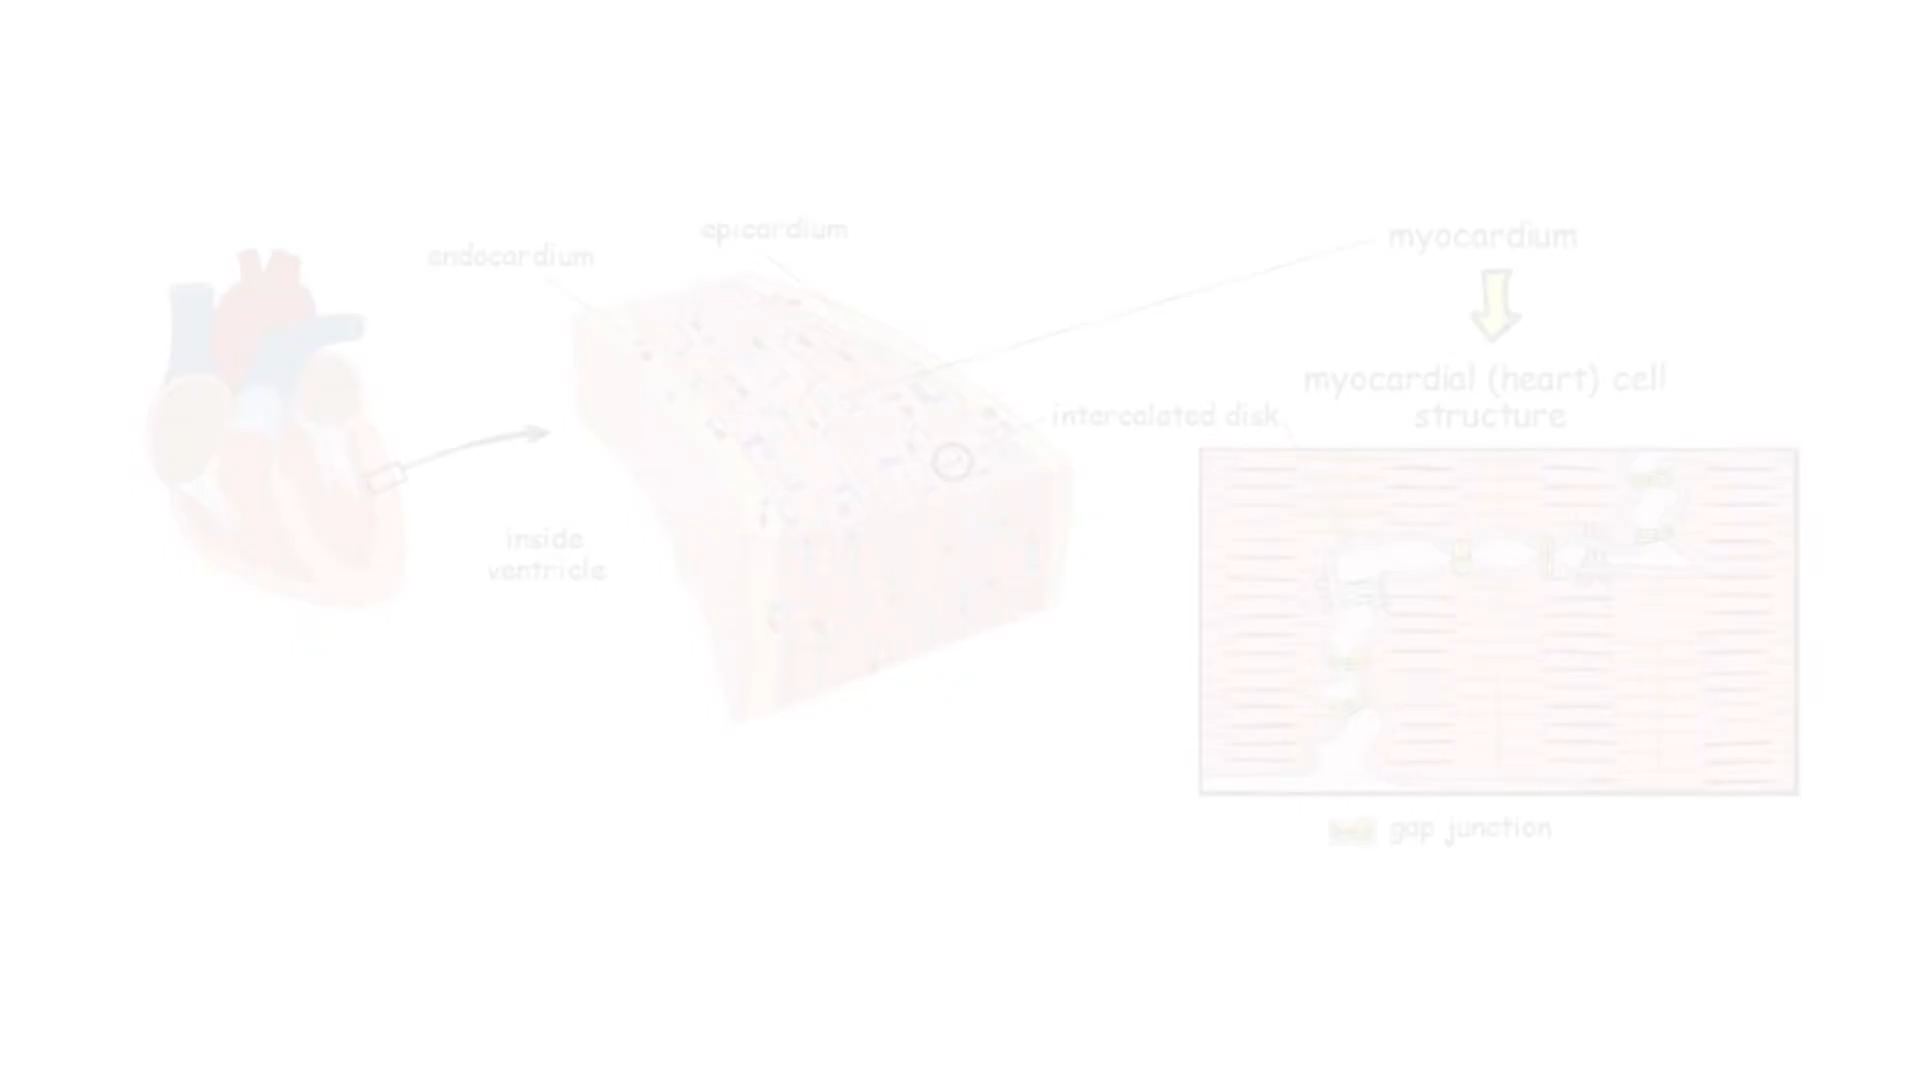 epicardium
endocardium
myocardium
myocardial (heart) cell
structure
intercalated disk
inside
ventricle
gap junction